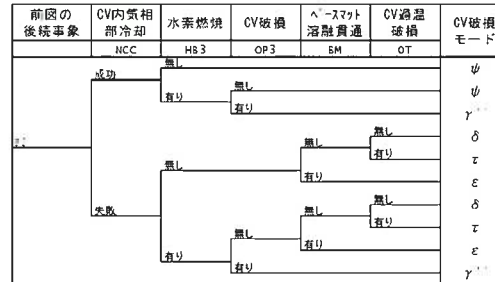 前図の
後続事象
CV内気相
部冷却
水素燃焼
CV破損
ベースマット
溶融貫通
CV過温
破損
CV破損
モード
NCC
HB3
OP3
BM
OT
成功
無し
ψ
有り
無し
ψ
有り
γ
失敗
無し
無し
無し
δ
有り
τ
有り
ε
有り
無し
無し
無し
δ
有り
τ
有り
ε
有り
γ